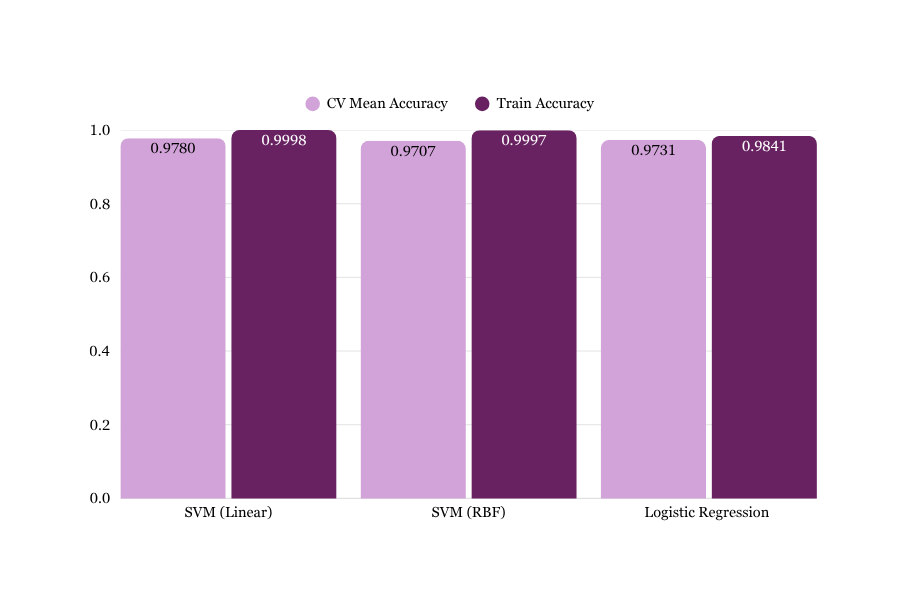 CV Mean Accuracy Train Accuracy
1.0
0.9780 0.9998 0.9707 0.9997 0.9731 0.9841
0.8
0.6
0.4
0.2
0.0
SVM (Linear) SVM (RBF) Logistic Regression